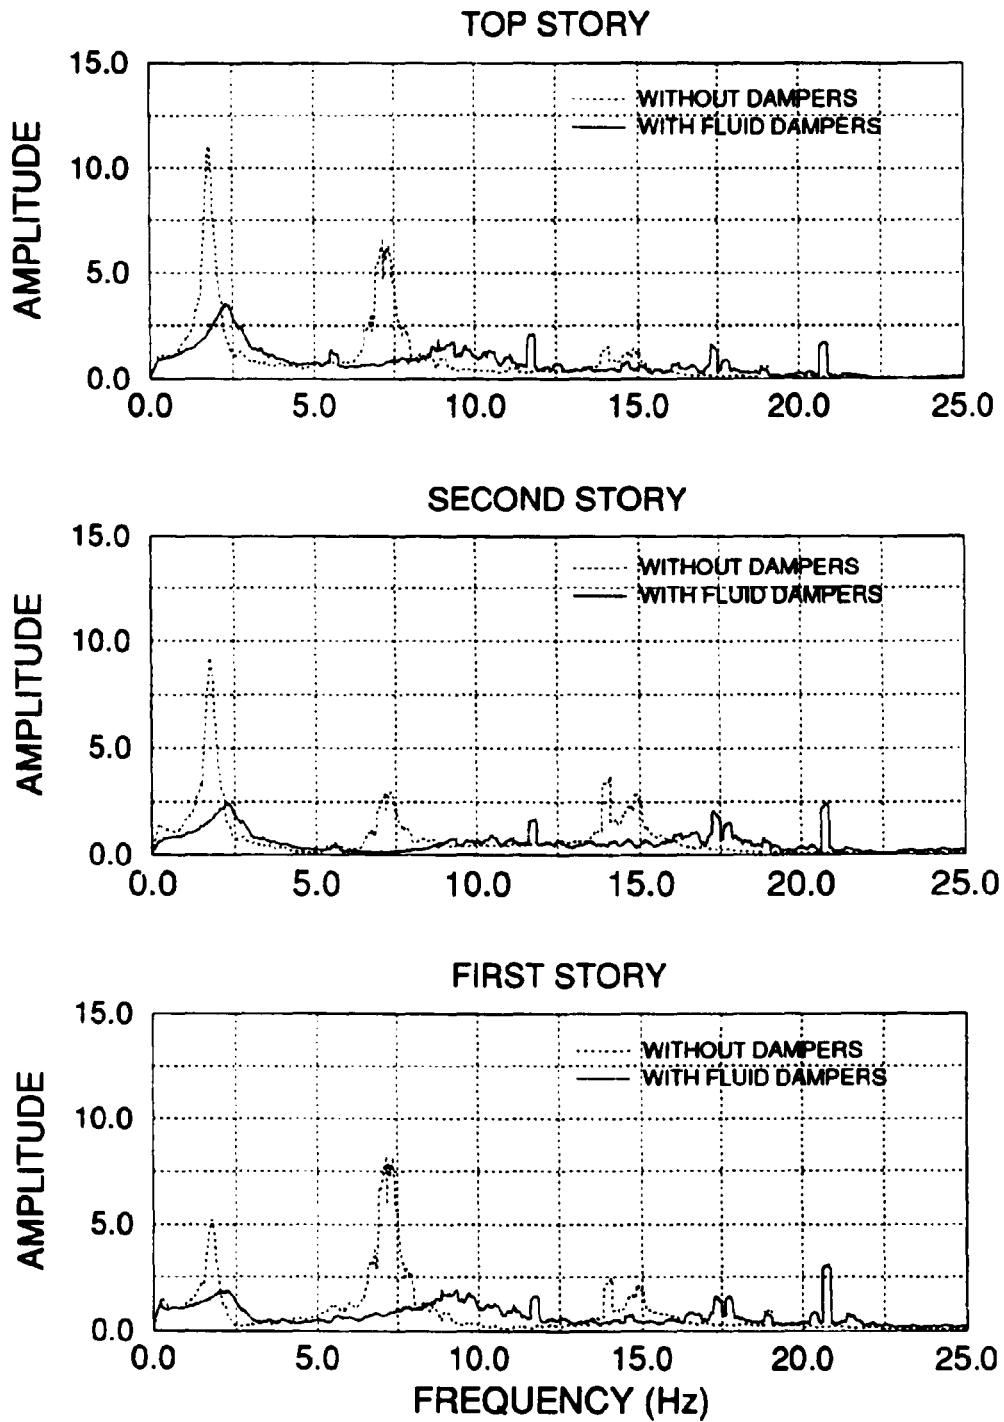 TOP STORY
15.0
WITHOUT DAMPERS
WITH FLUID DAMPERS
10.0
AMPLITUDE
5.0
0.0
0.0 5.0 10.0 15.0 20.0 25.0
SECOND STORY
15.0
WITHOUT DAMPERS
WITH FLUID DAMPERS
10.0
AMPLITUDE
5.0
0.0
0.0 5.0 10.0 15.0 20.0 25.0
FIRST STORY
15.0
WITHOUT DAMPERS
WITH FLUID DAMPERS
10.0
AMPLITUDE
5.0
0.0
0.0 5.0 10.0 15.0 20.0 25.0
FREQUENCY (Hz)